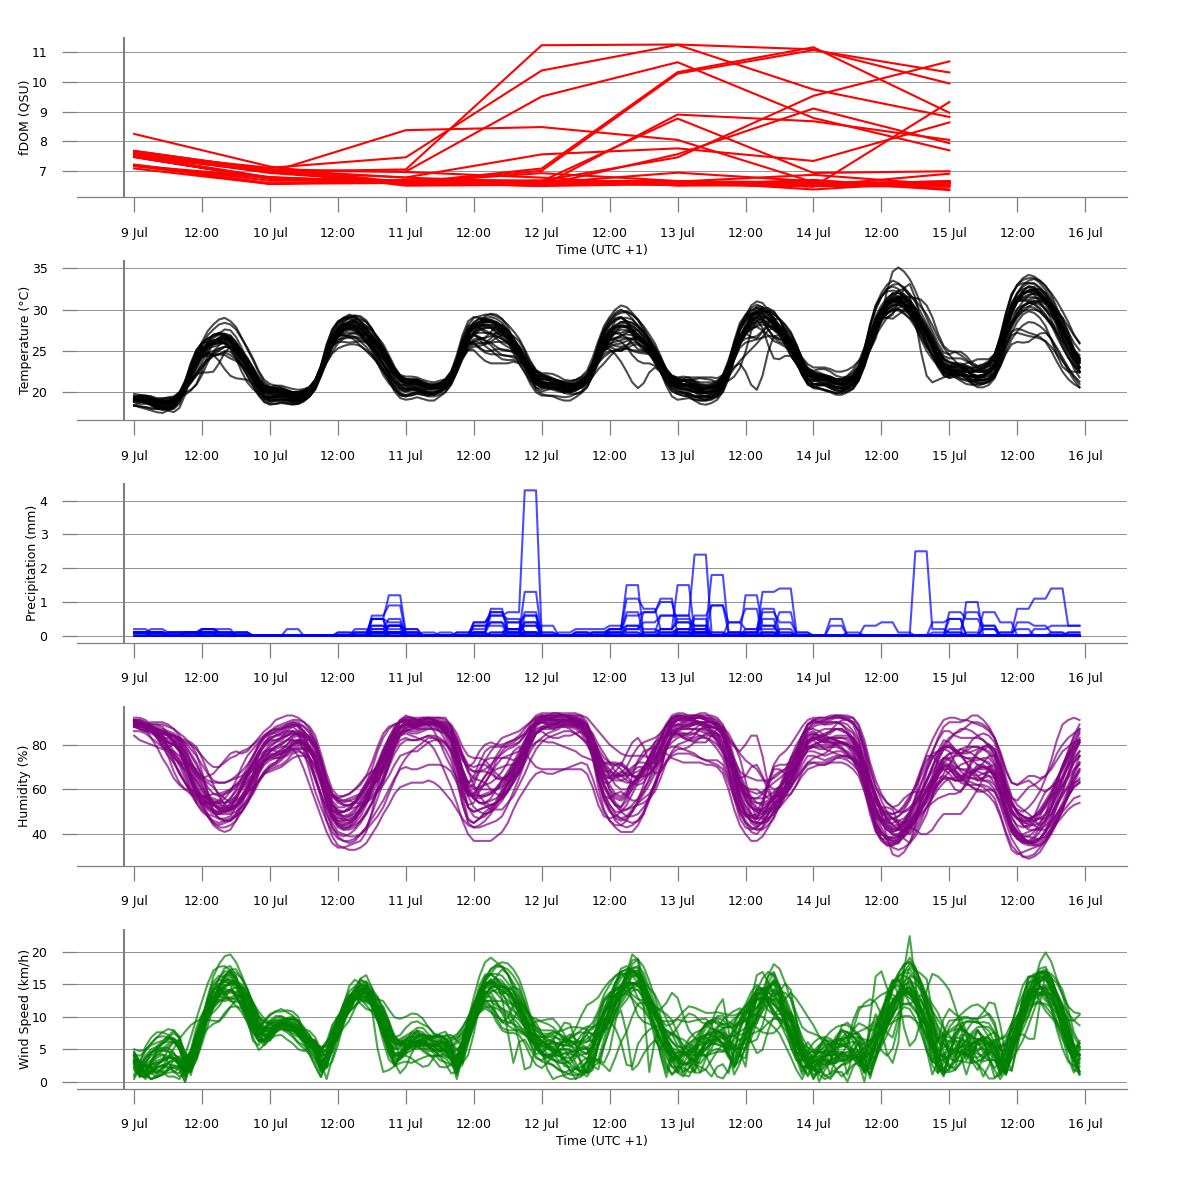 fDOM (QSU)
11
10
9
8
7
9 Jul 12:00 10 Jul 12:00 11 Jul 12:00 12 Jul 12:00 13 Jul 12:00 14 Jul 12:00 15 Jul 12:00 16 Jul
Time (UTC +1)
Temperature (°C)
35
30
25
20
9 Jul 12:00 10 Jul 12:00 11 Jul 12:00 12 Jul 12:00 13 Jul 12:00 14 Jul 12:00 15 Jul 12:00 16 Jul
Precipitation (mm)
4
3
2
1
0
9 Jul 12:00 10 Jul 12:00 11 Jul 12:00 12 Jul 12:00 13 Jul 12:00 14 Jul 12:00 15 Jul 12:00 16 Jul
Humidity (%)
80
60
40
9 Jul 12:00 10 Jul 12:00 11 Jul 12:00 12 Jul 12:00 13 Jul 12:00 14 Jul 12:00 15 Jul 12:00 16 Jul
Wind Speed (km/h)
20
15
10
5
0
9 Jul 12:00 10 Jul 12:00 11 Jul 12:00 12 Jul 12:00 13 Jul 12:00 14 Jul 12:00 15 Jul 12:00 16 Jul
Time (UTC +1)